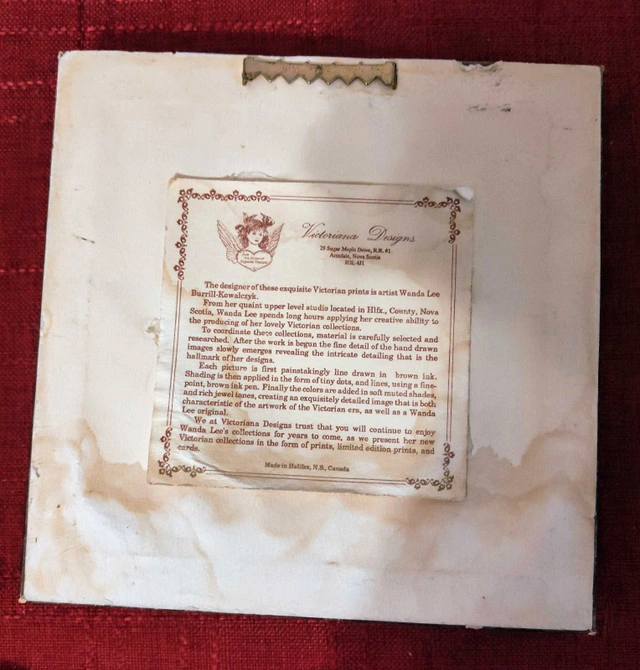 Victoriana Designs
25 Sugar Maple Drive, R.R. #1
Armdale, Nova Scotia
B3L 4J1
The designer of these exquisite Victorian prints is artist Wanda Lee
Burrill-Kowalczyk.
From her quaint upper level studio located in Hlfx., County, Nova
Scotia, Wanda Lee spends long hours applying her creative ability to
the producing of her lovely Victorian collections.
To coordinate these collections, material is carefully selected and
researched. After the work is begun the fine detail of the hand drawn
images slowly emerges revealing the intricate detailing that is the
hallmark of her designs.
Each picture is first painstakingly line drawn in brown ink.
Shading is then applied in the form of tiny dots, and lines, using a fine-
point, brown ink pen. Finally the colors are added in soft muted shades,
and rich jewel tones, creating an exquisitely detailed image that is both
characteristic of the artwork of the Victorian era, as well as a Wanda
Lee original.
We at Victoriana Designs trust that you will continue to enjoy
Wanda Lee's collections for years to come, as we present her new
Victorian collections in the form of prints, limited edition prints, and
cards.
Made in Halifax, N.S., Canada